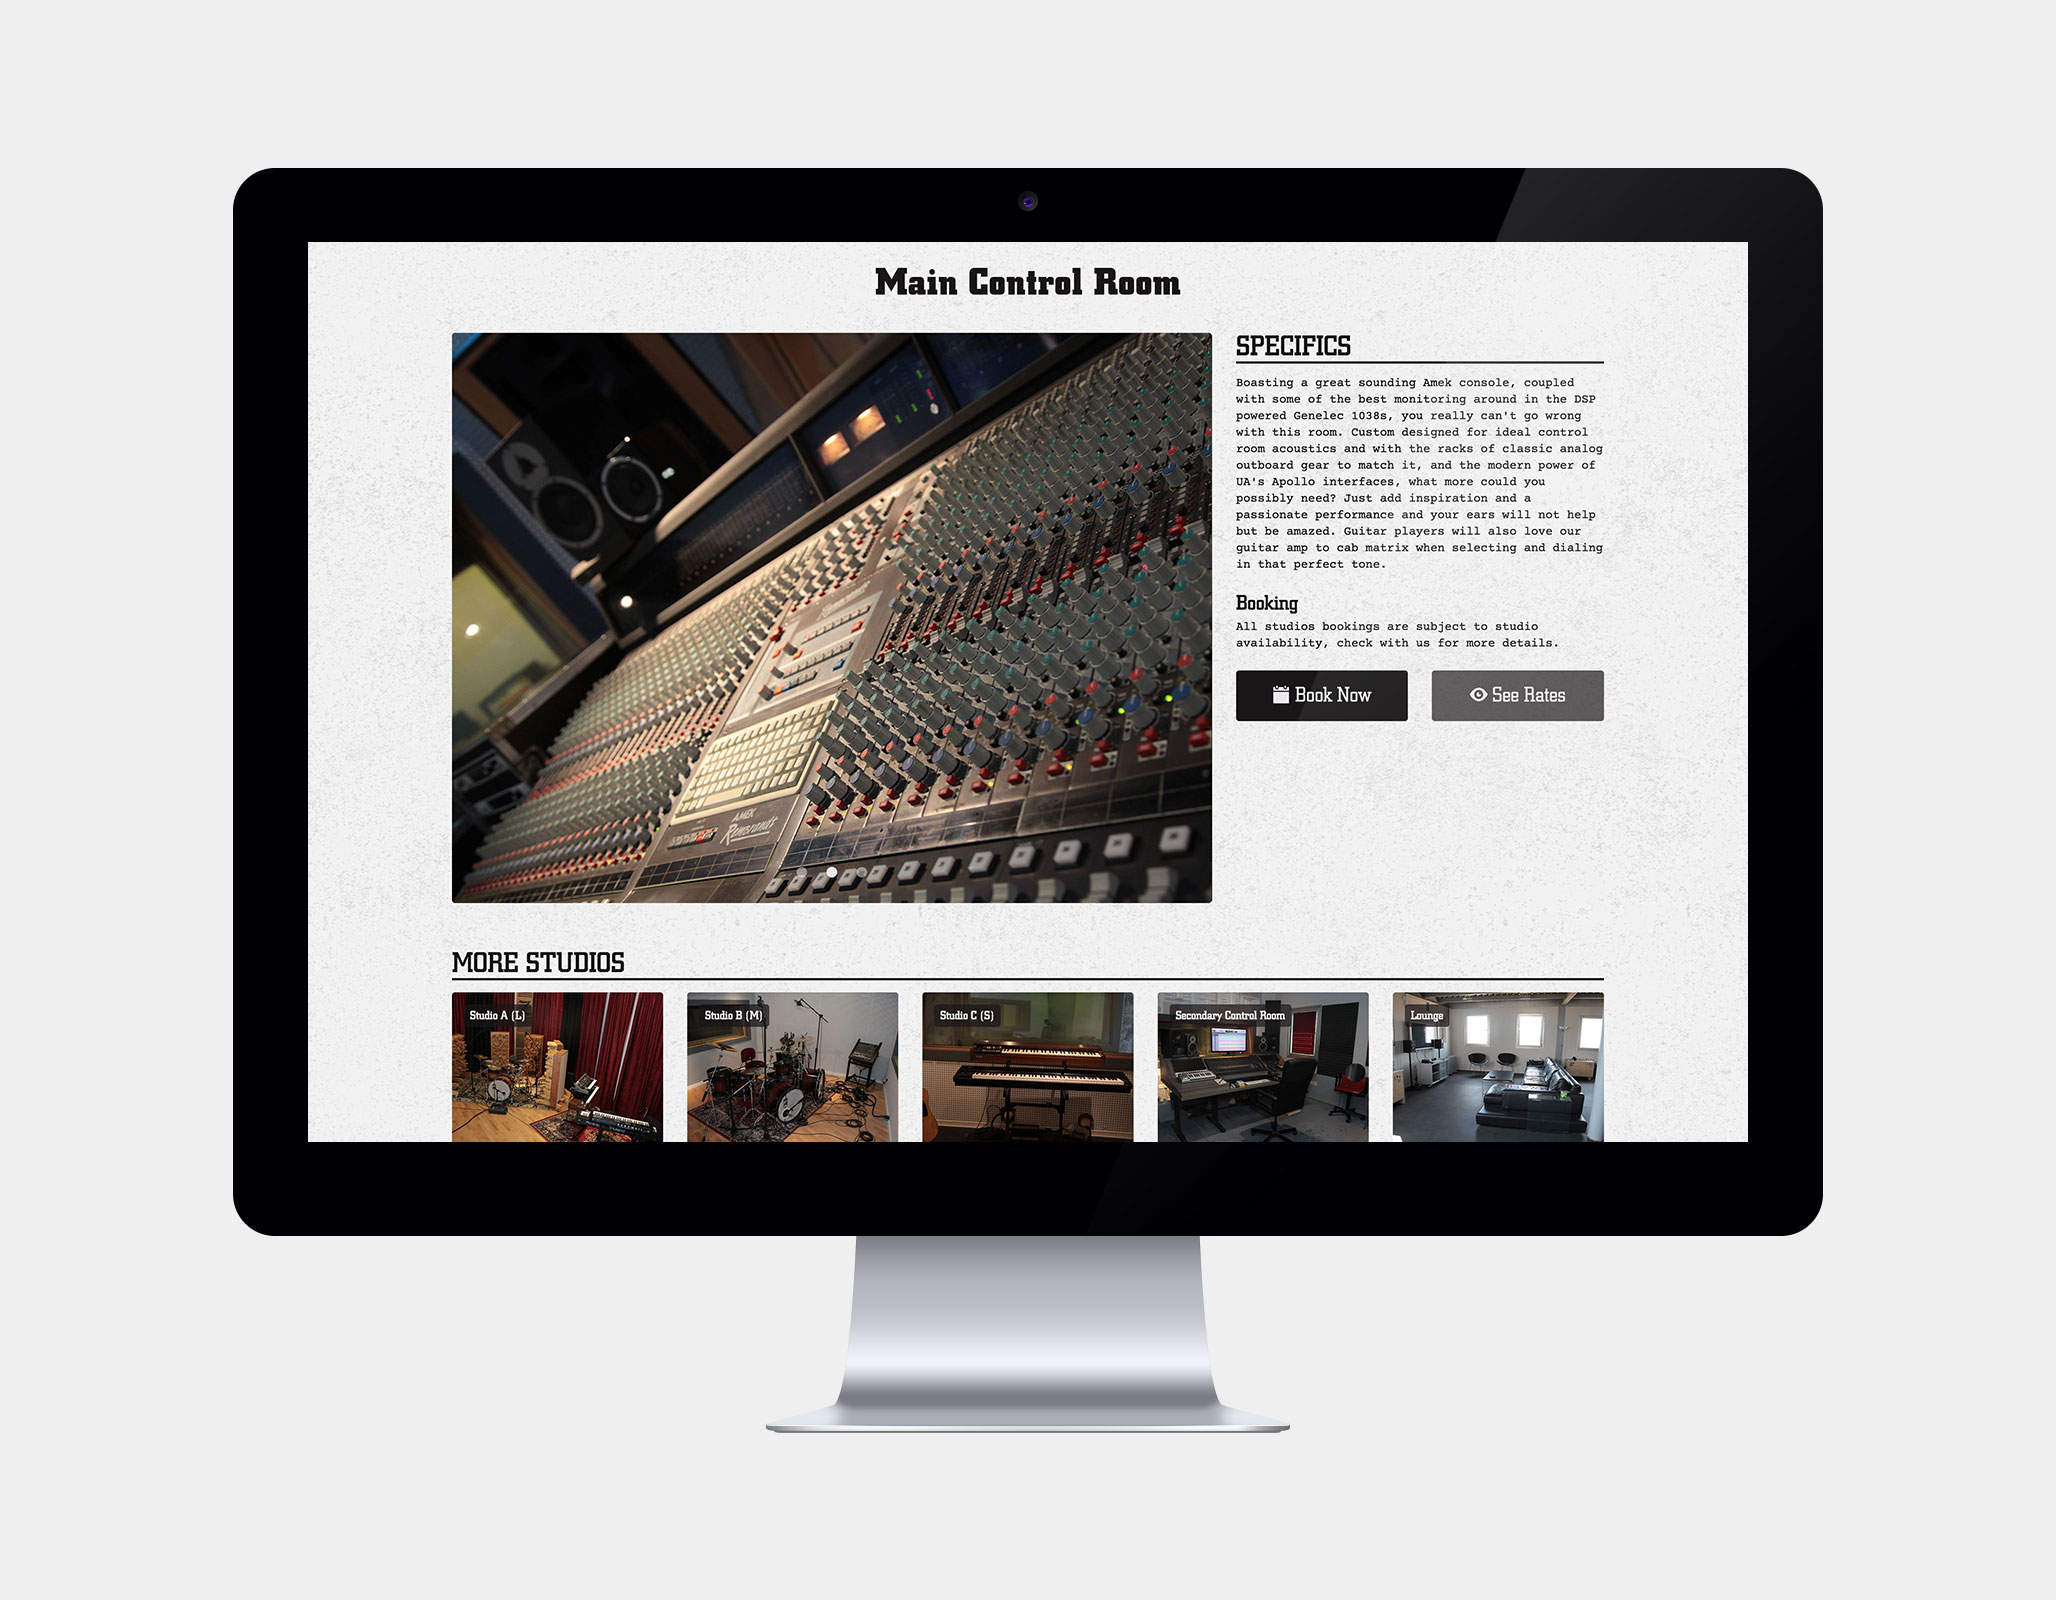 Main Control Room
SPECIFICS
Boasting a great sounding Amek console, coupled
with some of the best monitoring around in the DSP
powered Genelec 1038s, you really can't go wrong
with this room. Custom designed for ideal control
room acoustics and with the racks of classic analog
outboard gear to match it, and the modern power of
UA's Apollo interfaces, what more could you
possibly need? Just add inspiration and a
passionate performance and your ears will not help
but be amazed. Guitar players will also love our
guitar amp to cab matrix when selecting and dialing
in that perfect tone.
Booking
All studios bookings are subject to studio
availability, check with us for more details.
Book Now
See Rates
AMEK
Rembrandt
MORE STUDIOS
Studio A (L)
Studio B (M)
Studio C (S)
Secondary Control Room
Lounge